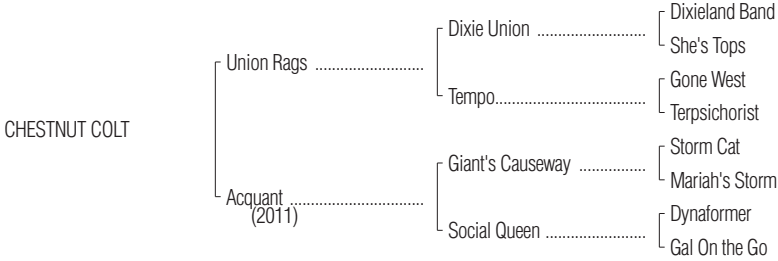 Dixieland Band
Dixie Union ..........................
She's Tops
Union Rags ..........................
Gone West
Tempo.....................................
Terpsichorist
CHESTNUT COLT
Storm Cat
Giant's Causeway ................
Mariah's Storm
Acquant ................................
(2011)
Dynaformer
Social Queen ........................
Gal On the Go